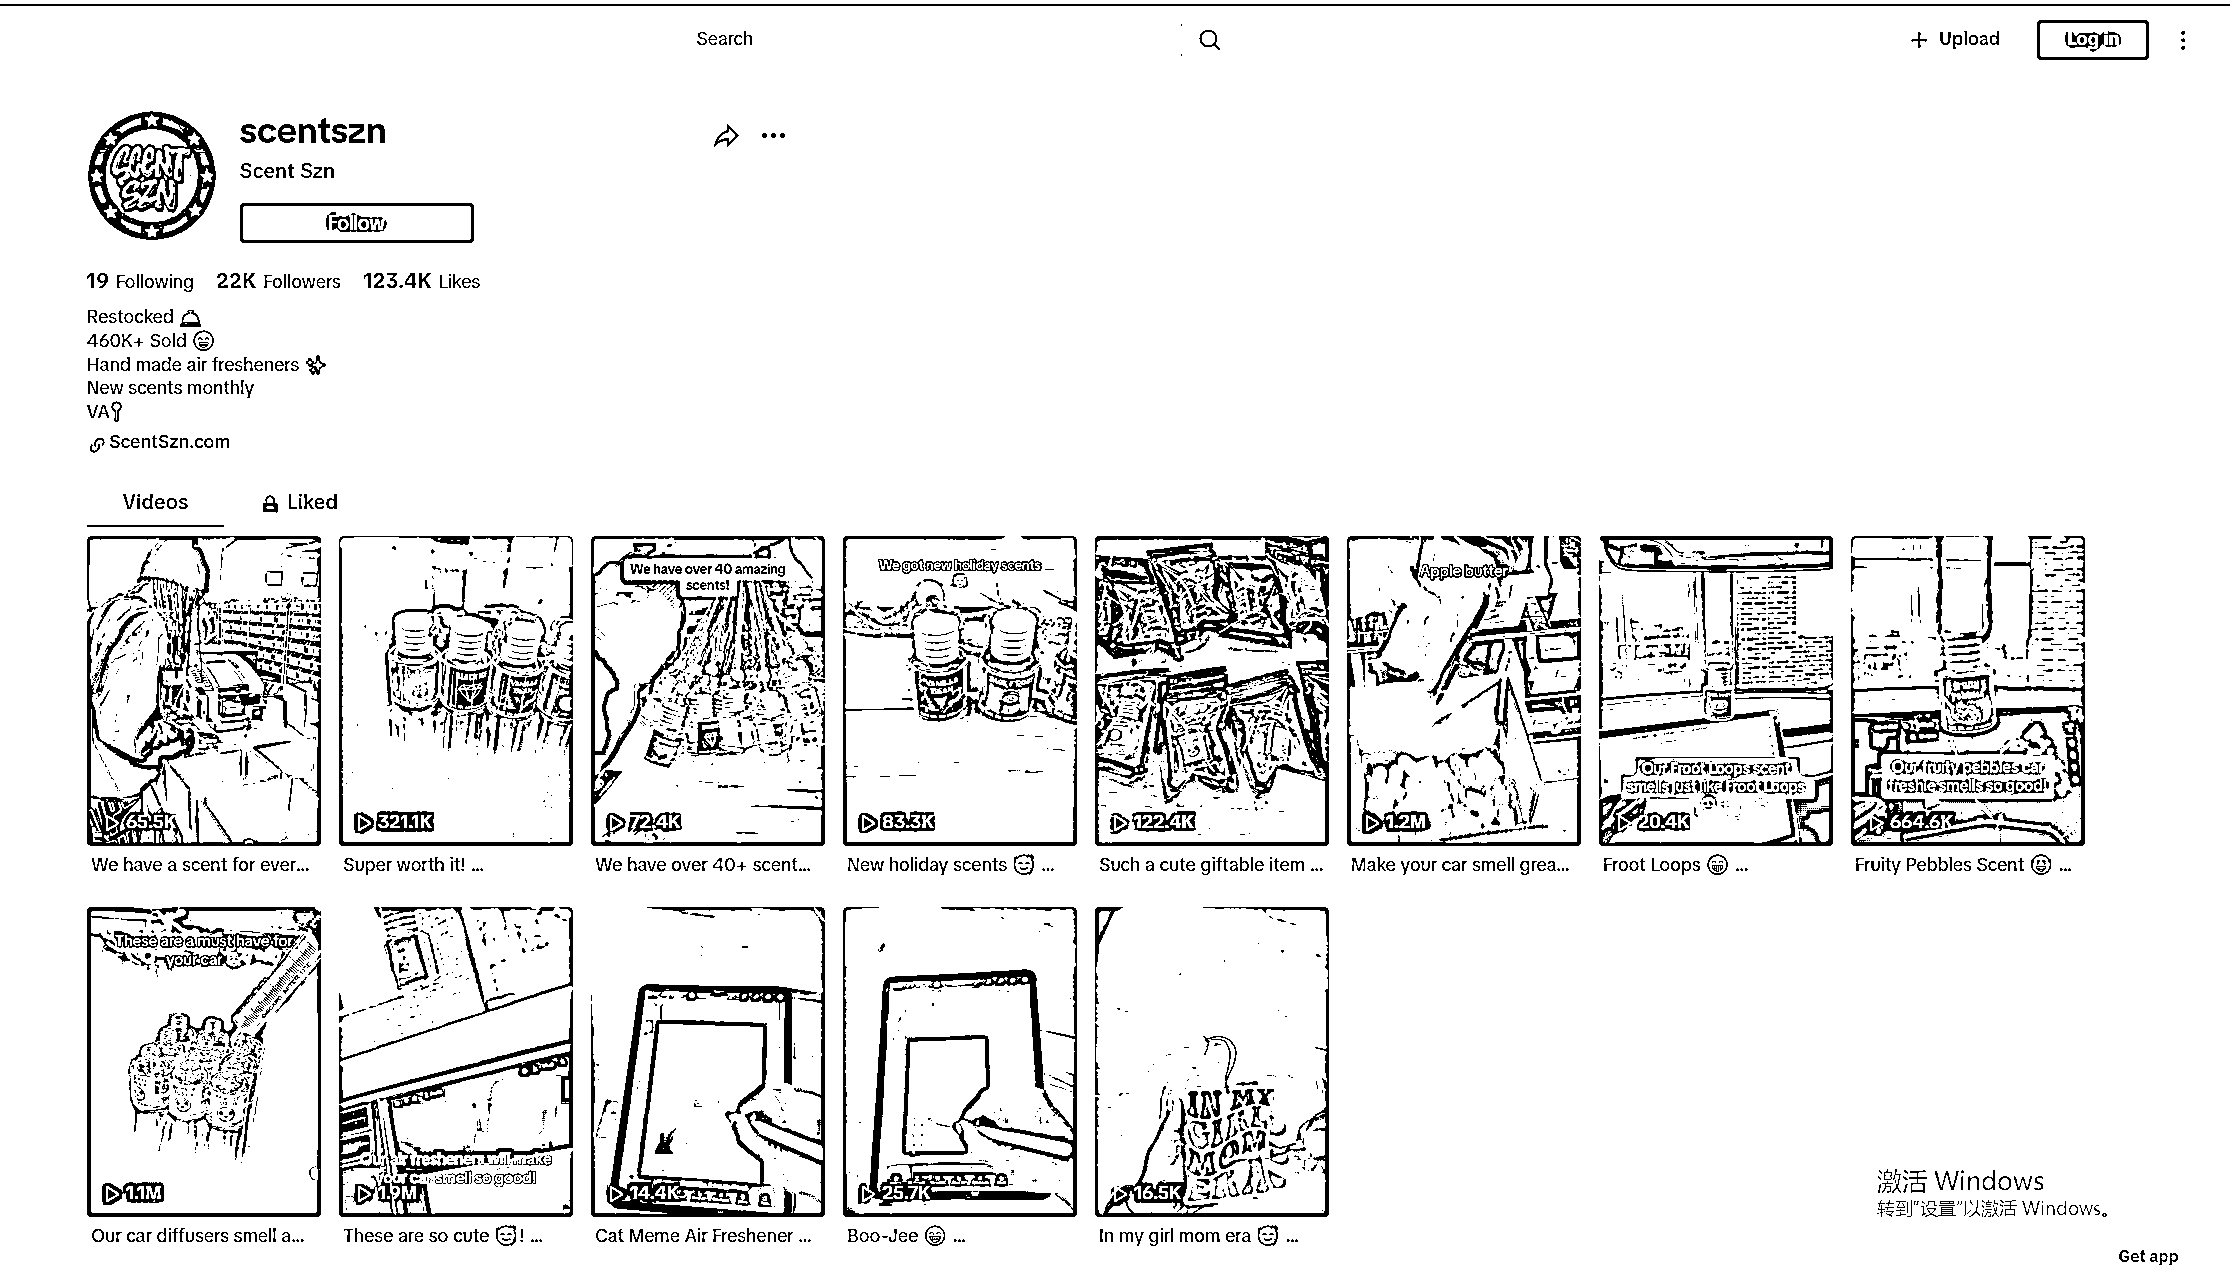 Search
Upload
Log in
SCENT
SZN
scentszn
Scent Szn
Follow
19 Following 22K Followers 123.4K Likes
Restocked
460K+ Sold
Hand made air fresheners
New scents monthly
VA
ScentSzn.com
Videos
Liked
65.5K
We have a scent for ever...
321.1K
Super worth it! ...
We have over 40 amazing
scents!
72.4K
We have over 40+ scent...
We got new holiday scents
83.3K
New holiday scents ...
122.4K
Such a cute giftable item ...
Apple butter
1.2M
Make your car smell grea...
Our Froot Loops scent
smells just like Froot Loops
20.4K
Froot Loops ...
Our fruity pebbles car
freshie smells so good!
664.6K
Fruity Pebbles Scent ...
These are a must have for
your car
1.1M
Our car diffusers smell a...
Our air fresheners will make
your car smell so good!
1.9M
These are so cute ! ...
14.4K
Cat Meme Air Freshener ...
25.7K
Boo-Jee ...
IN MY
GIRL
MOM
ERA
16.5K
In my girl mom era ...
激活 Windows
转到"设置"以激活 Windows。
Get app